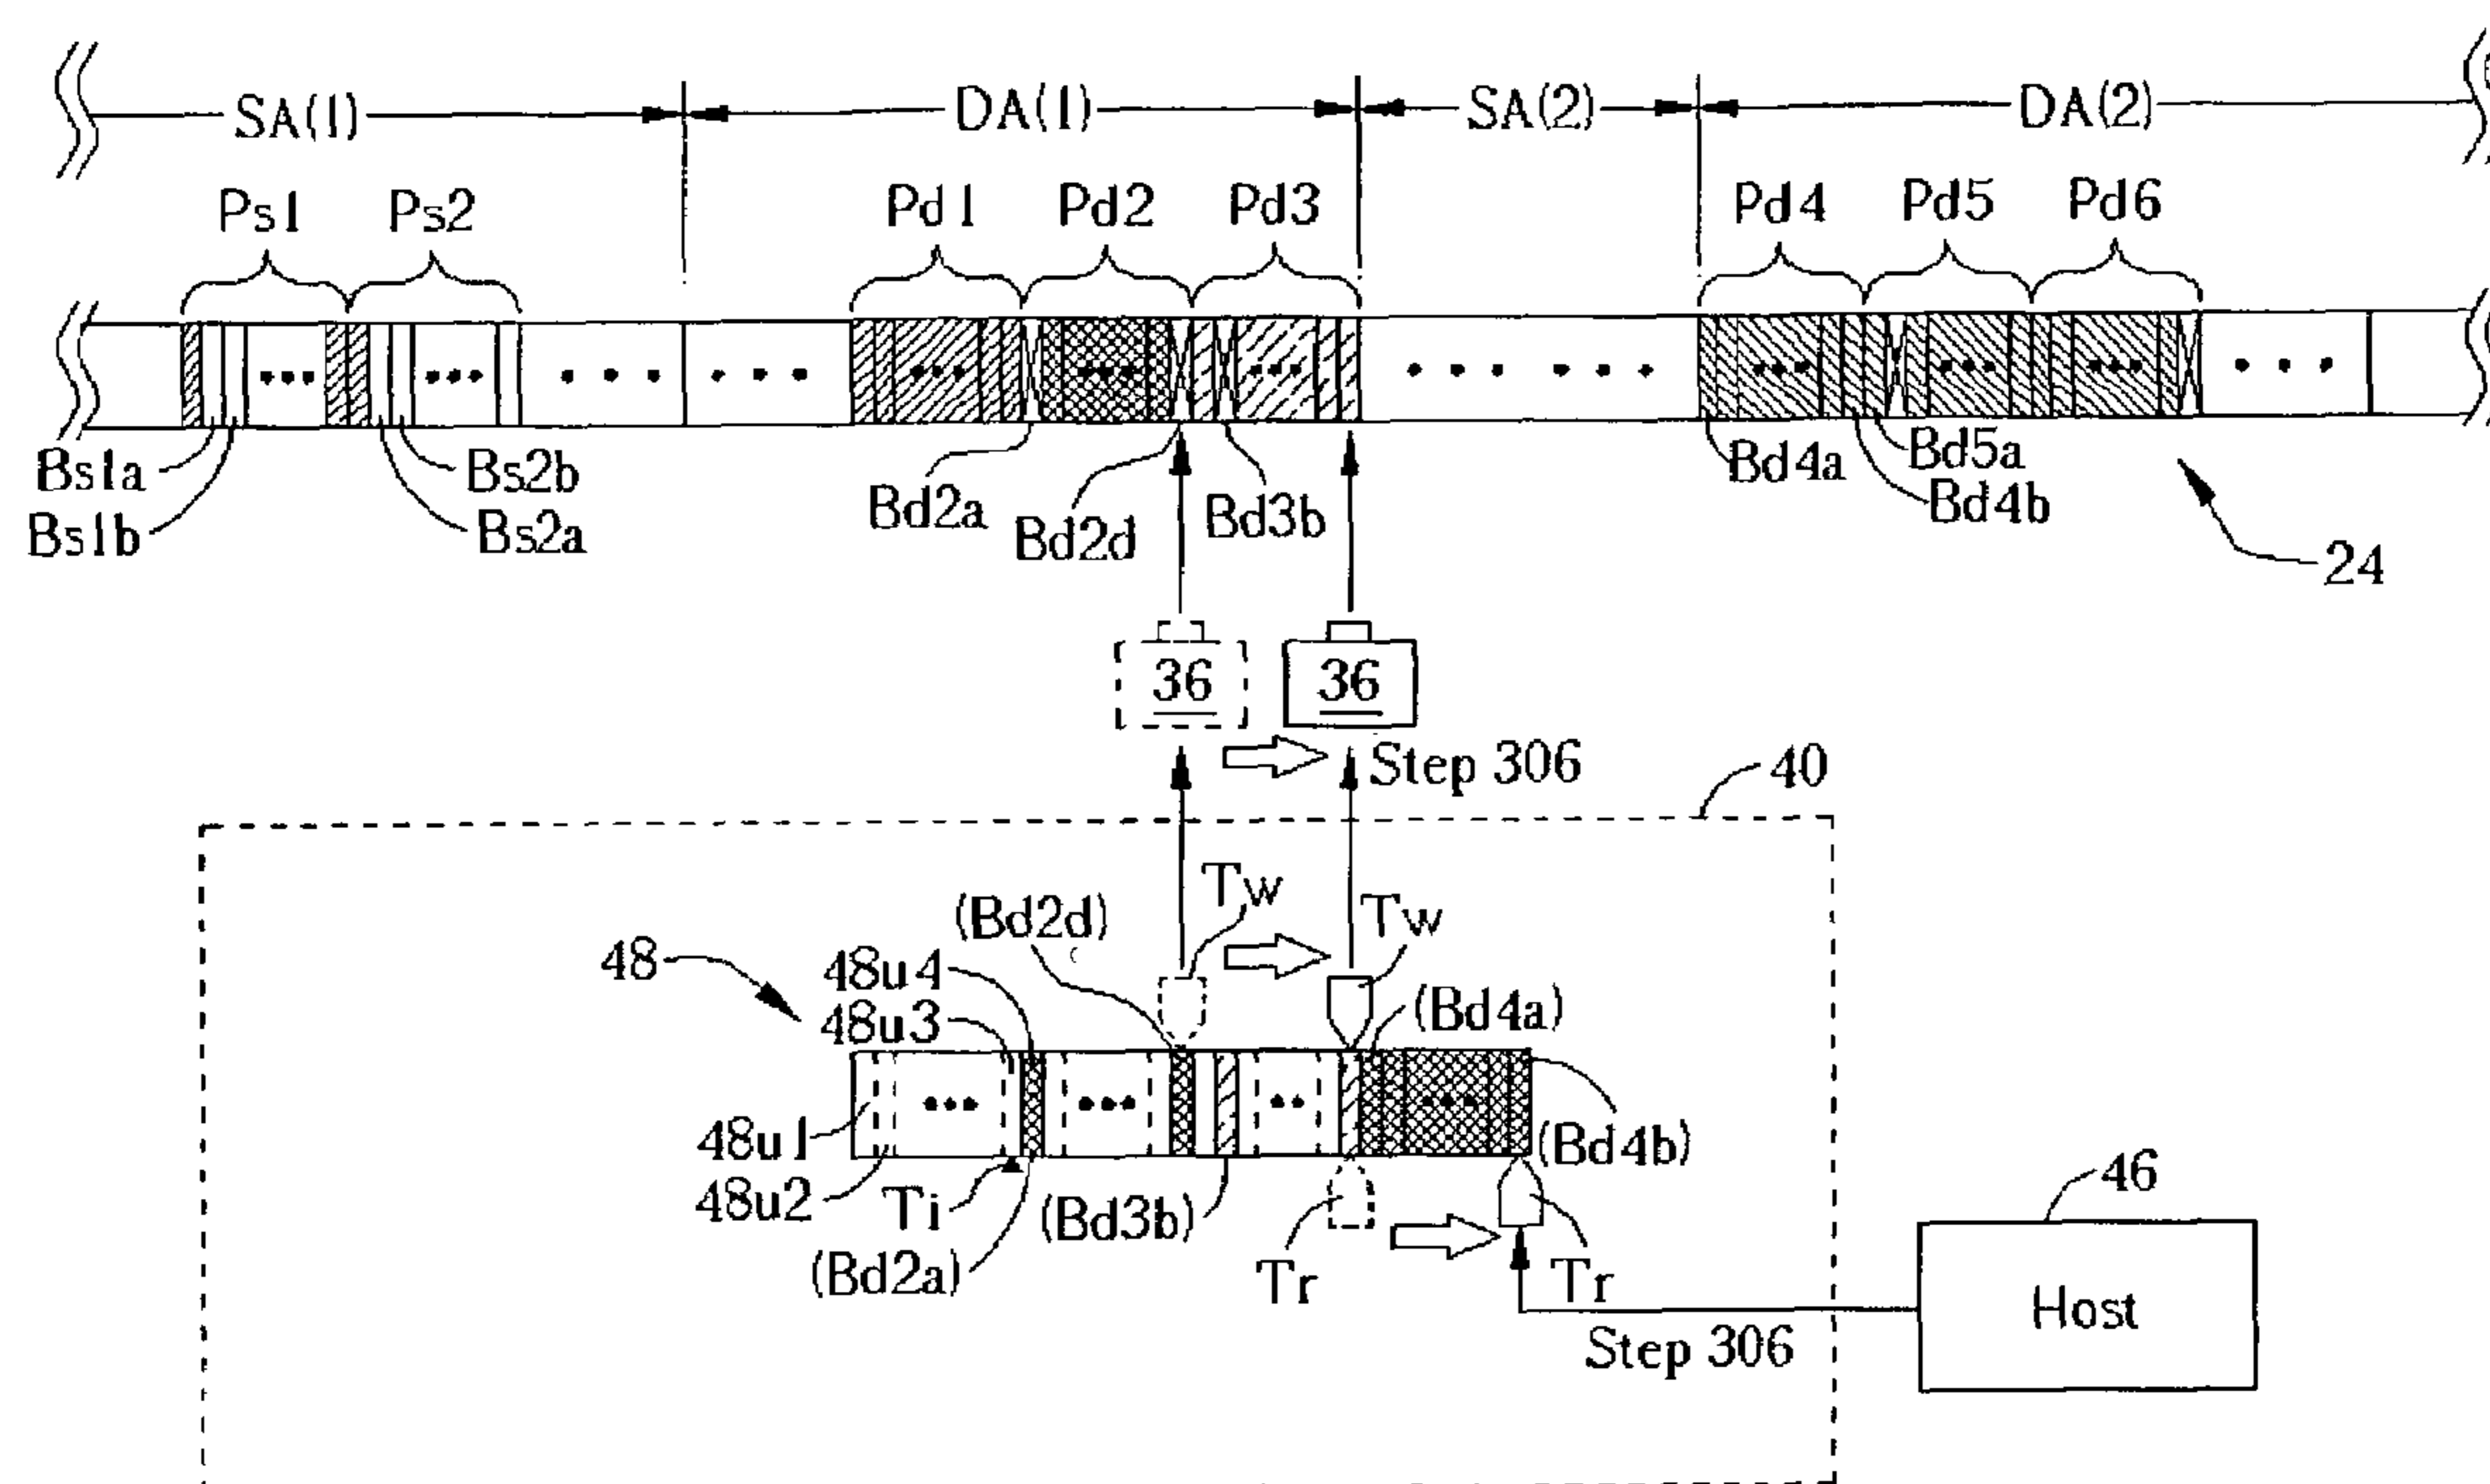 SA(1) DA(1) SA(2) DA(2)
Ps1 Ps2 Pd1 Pd2 Pd3 Pd4 Pd5 Pd6
Bs1a Bs2b Bd2a Bd2d Bd3b Bd4a Bd5a
Bs1b Bs2a Bd4b
24
36 36
Step 306
40
Tw Tw
(Bd2d)
48 48u4
48u3 (Bd4a)
48u1 (Bd4b)
48u2 Ti (Bd3b) 46
(Bd2a) Tr Tr
Host
Step 306